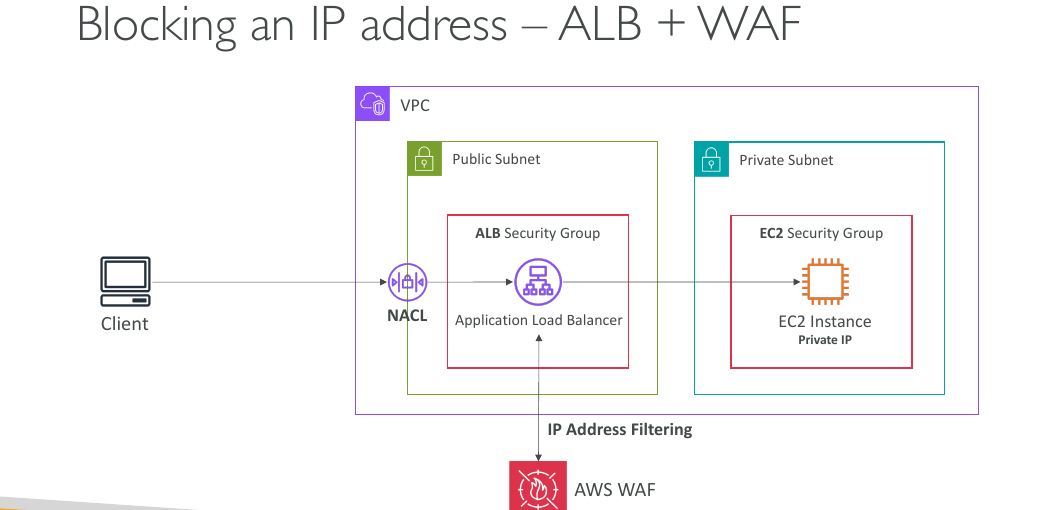 Blocking an IP address – ALB + WAF
VPC
Public Subnet
Private Subnet
ALB Security Group
EC2 Security Group
Client
NACL
Application Load Balancer
EC2 Instance
Private IP
IP Address Filtering
AWS WAF